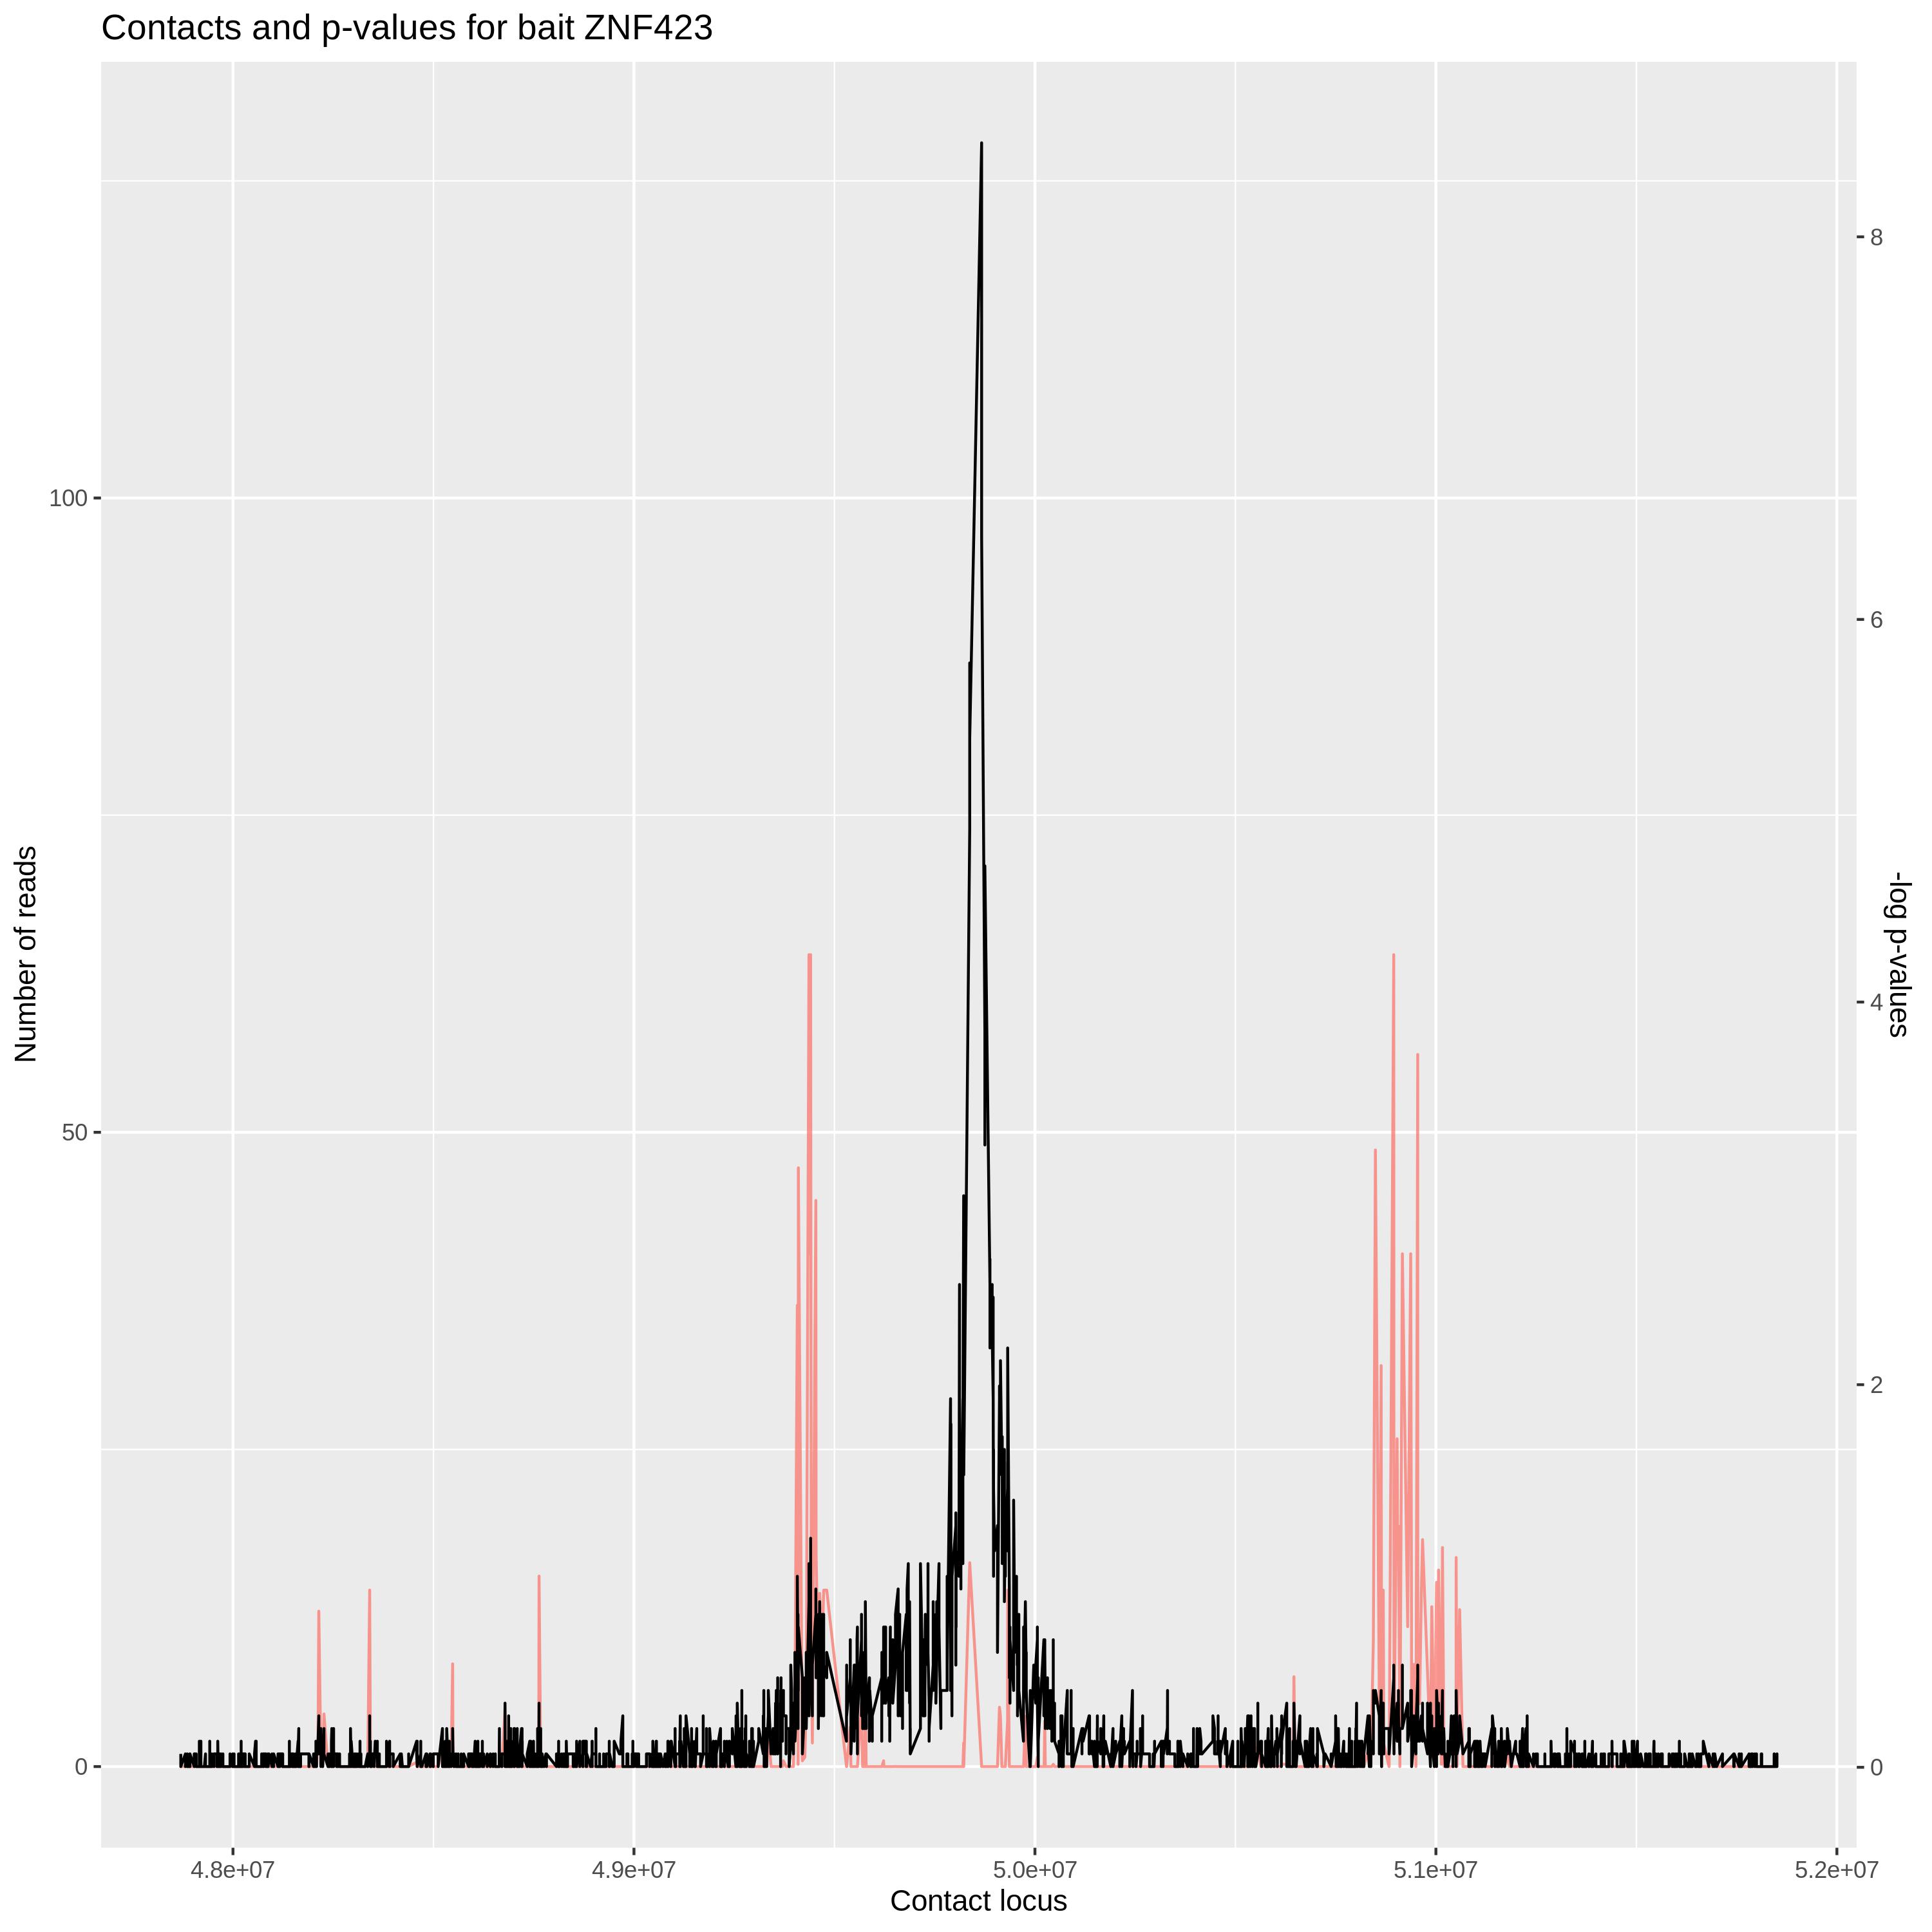 Contacts and p-values for bait ZNF423
Number of reads
100
50
0
8
6
4
2
0
-log p-values
4.8e+07
4.9e+07
5.0e+07
5.1e+07
5.2e+07
Contact locus